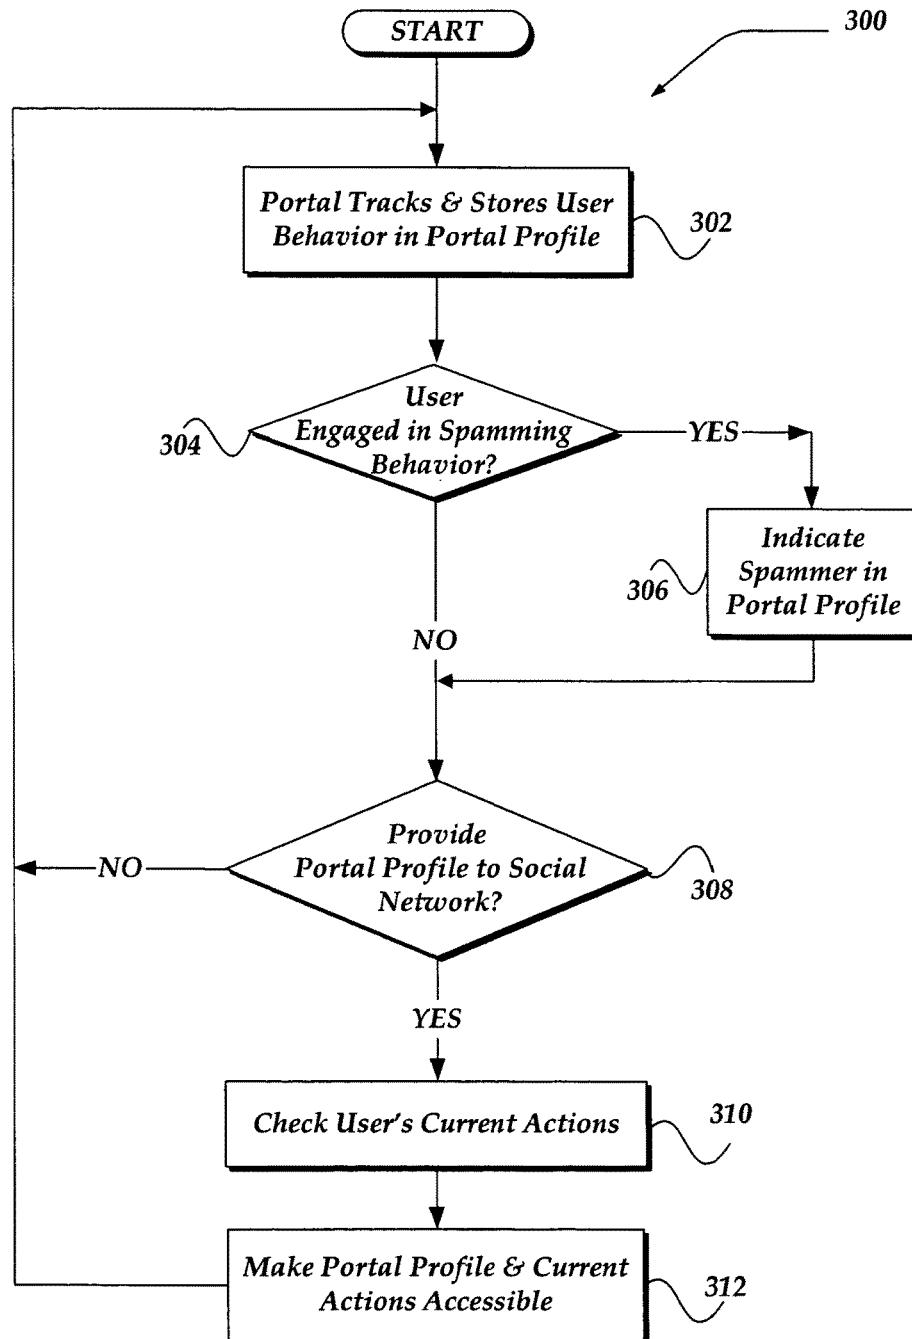 START
300
Portal Tracks & Stores User
Behavior in Portal Profile
302
User
Engaged in Spamming
Behavior?
304
YES
Indicate
Spammer in
Portal Profile
306
NO
Provide
Portal Profile to Social
Network?
308
NO
YES
Check User's Current Actions
310
Make Portal Profile & Current
Actions Accessible
312